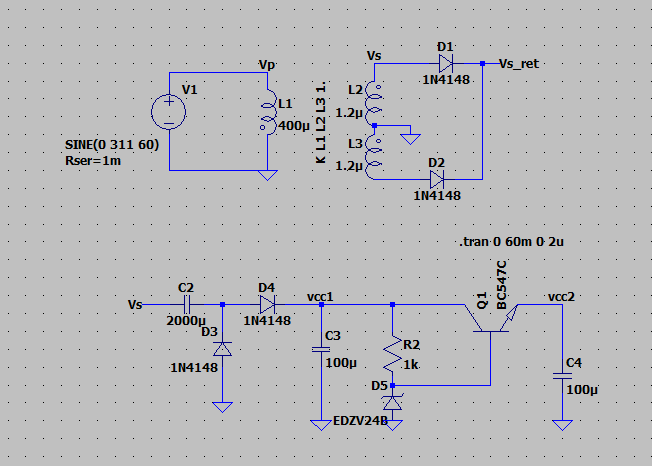 Vp
V1
L1
400µ
SINE(0 311 60)
Rser=1m
K L1 L2 L3 1.
Vs
D1
1N4148
Vs_ret
L2
1.2µ
L3
1.2µ
D2
1N4148
.tran 0 60m 0 2u
Vs
C2
2000µ
D4
1N4148
vcc1
Q1
BC547C
vcc2
D3
1N4148
C3
100µ
R2
1k
D5
EDZV24B
C4
100µ